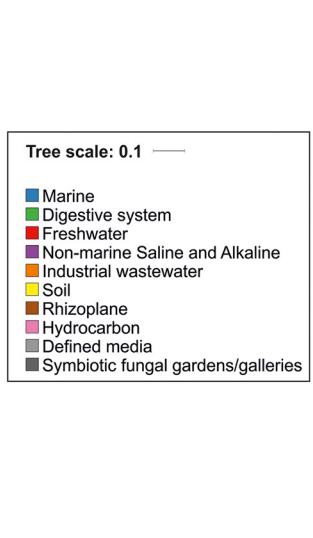 Tree scale: 0.1
Marine
Digestive system
Freshwater
Non-marine Saline and Alkaline
Industrial wastewater
Soil
Rhizoplane
Hydrocarbon
Defined media
Symbiotic fungal gardens/galleries